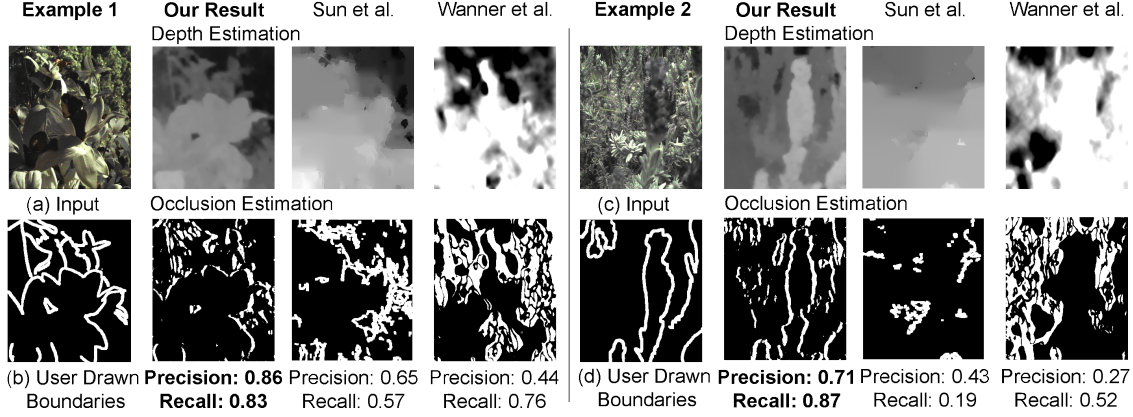 Example 1 Our Result Sun et al. Wanner et al.
Depth Estimation
(a) Input Occlusion Estimation
(b) User Drawn Precision: 0.86 Precision: 0.65 Precision: 0.44
Boundaries Recall: 0.83 Recall: 0.57 Recall: 0.76
Example 2 Our Result Sun et al. Wanner et al.
Depth Estimation
(c) Input Occlusion Estimation
(d) User Drawn Precision: 0.71 Precision: 0.43 Precision: 0.27
Boundaries Recall: 0.87 Recall: 0.19 Recall: 0.52